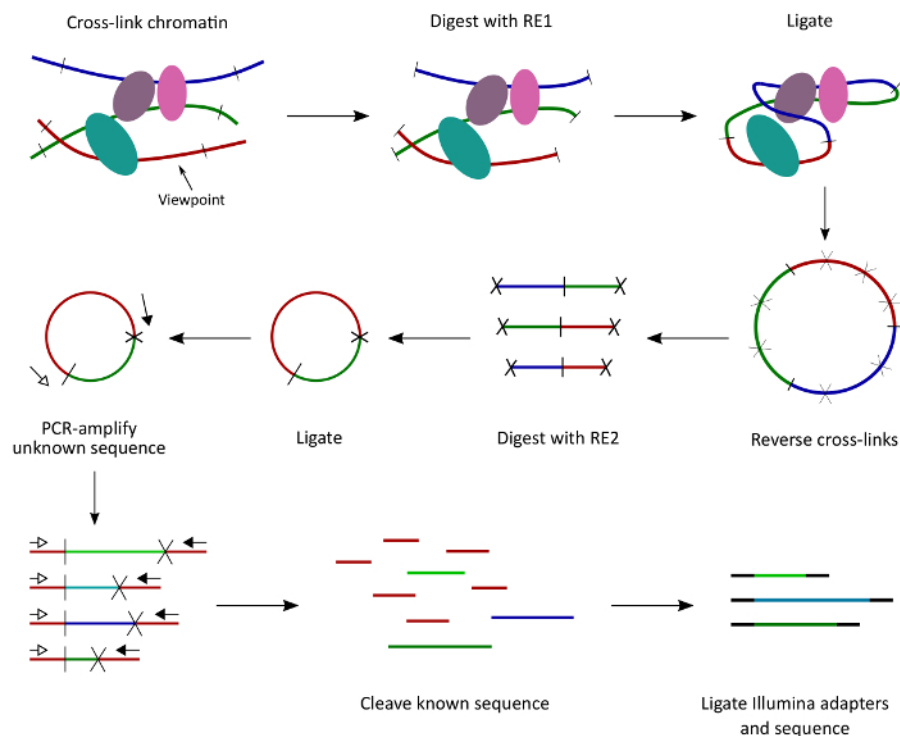 Cross-link chromatin
Digest with RE1
Ligate
Viewpoint
PCR-amplify
unknown sequence
Ligate
Digest with RE2
Reverse cross-links
Cleave known sequence
Ligate Illumina adapters
and sequence